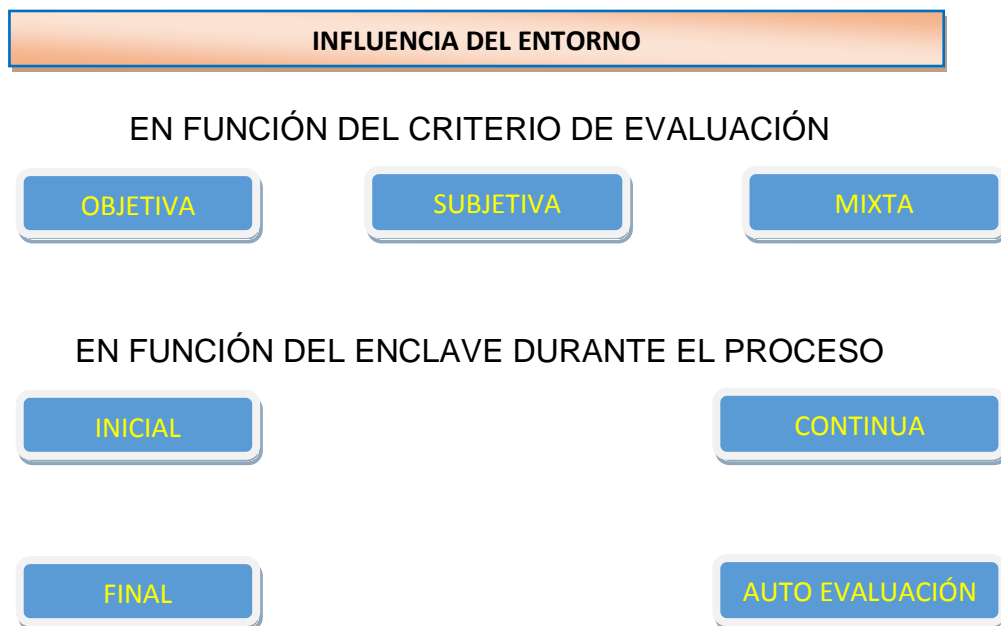 INFLUENCIA DEL ENTORNO
EN FUNCIÓN DEL CRITERIO DE EVALUACIÓN
OBJETIVA
SUBJETIVA
MIXTA
EN FUNCIÓN DEL ENCLAVE DURANTE EL PROCESO
INICIAL
CONTINUA
FINAL
AUTO EVALUACIÓN